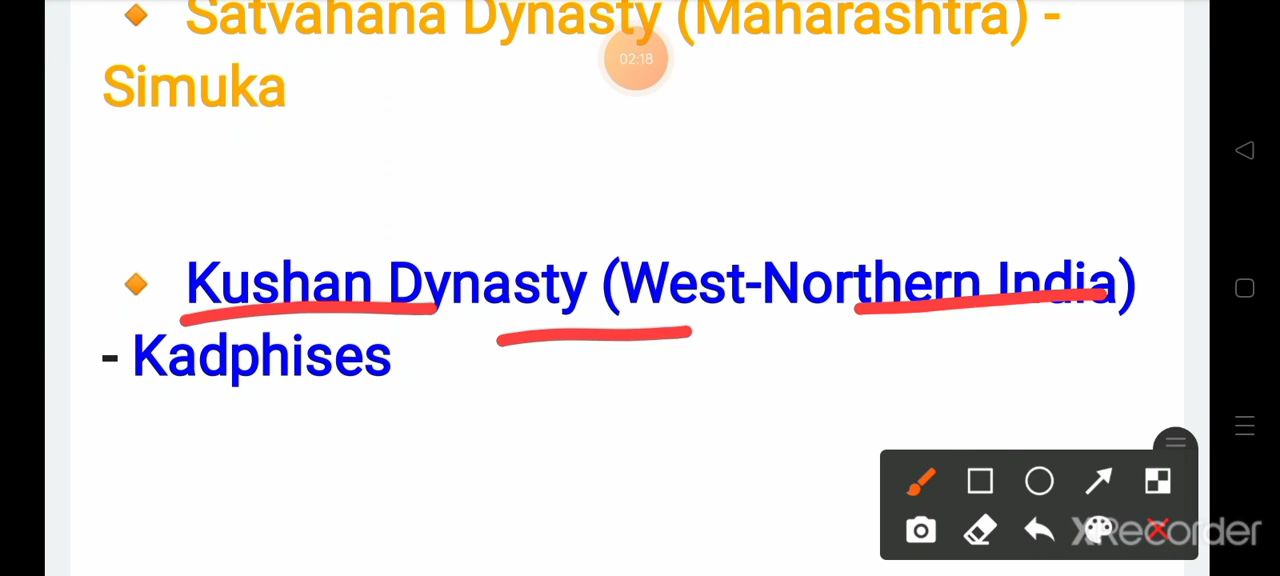 Satvahana Dynasty (Maharashtra) -
02:18
Simuka
Kushan Dynasty (West-Northern India)
- Kadphises
XRecorder